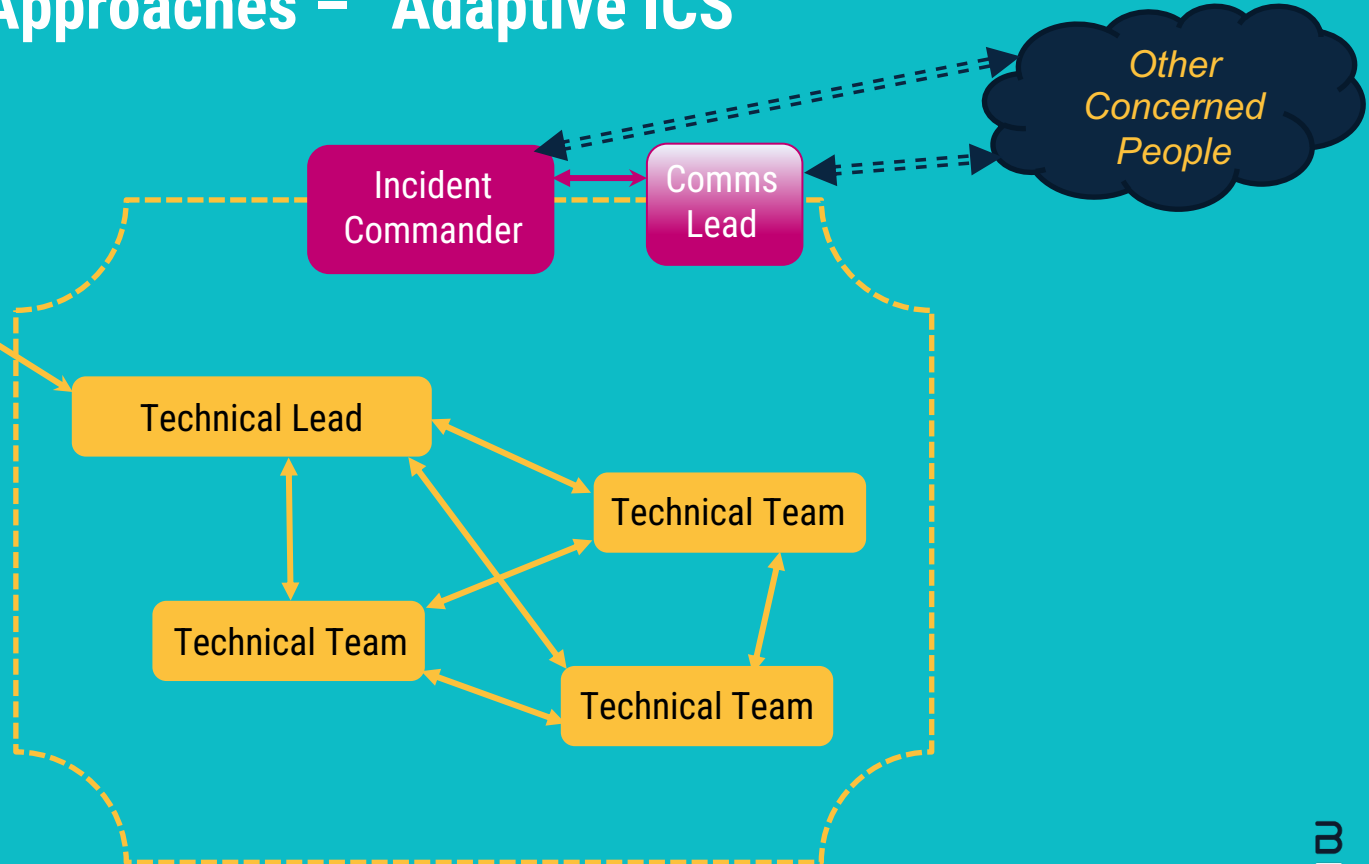 Approaches – "Adaptive ICS"
Other
Concerned
People
Incident
Commander
Comms
Lead
Technical Lead
Technical Team
Technical Team
Technical Team
B